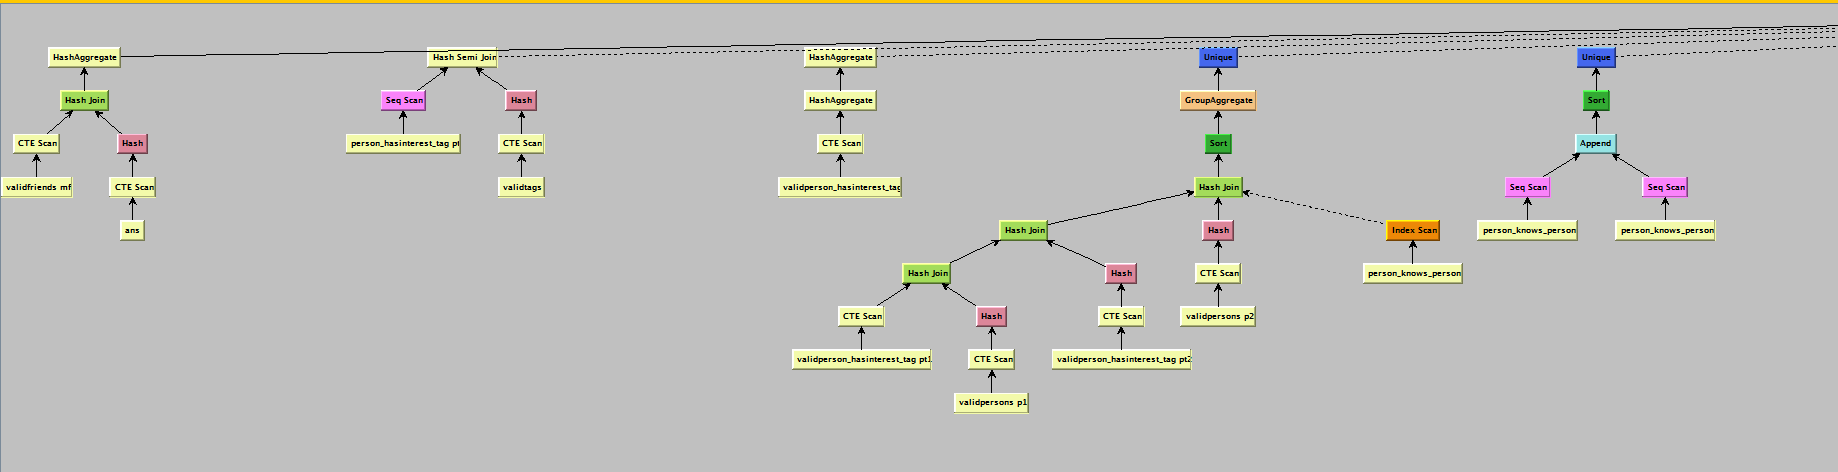 HashAggregate
Hash Semi Join
HashAggregate
Unique
Unique
Hash Join
Seq Scan
Hash
HashAggregate
GroupAggregate
Sort
CTE Scan
Hash
person_hasinterest_tag pt
CTE Scan
CTE Scan
Sort
Append
validfriends mf
CTE Scan
validtags
validperson_hasinterest_tag
Hash Join
Seq Scan
Seq Scan
ans
Hash Join
Hash
Index Scan
person_knows_person
person_knows_person
Hash Join
Hash
CTE Scan
person_knows_person
CTE Scan
Hash
CTE Scan
validpersons p2
validperson_hasinterest_tag pt1
CTE Scan
validperson_hasinterest_tag pt2
validpersons p1